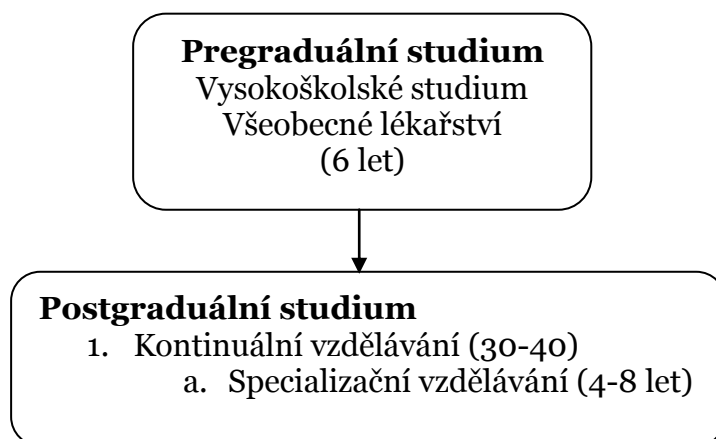 Pregraduální studium
Vysokoškolské studium
Všeobecné lékařství
(6 let)
Postgraduální studium
1. Kontinuální vzdělávání (30-40)
a. Specializační vzdělávání (4-8 let)